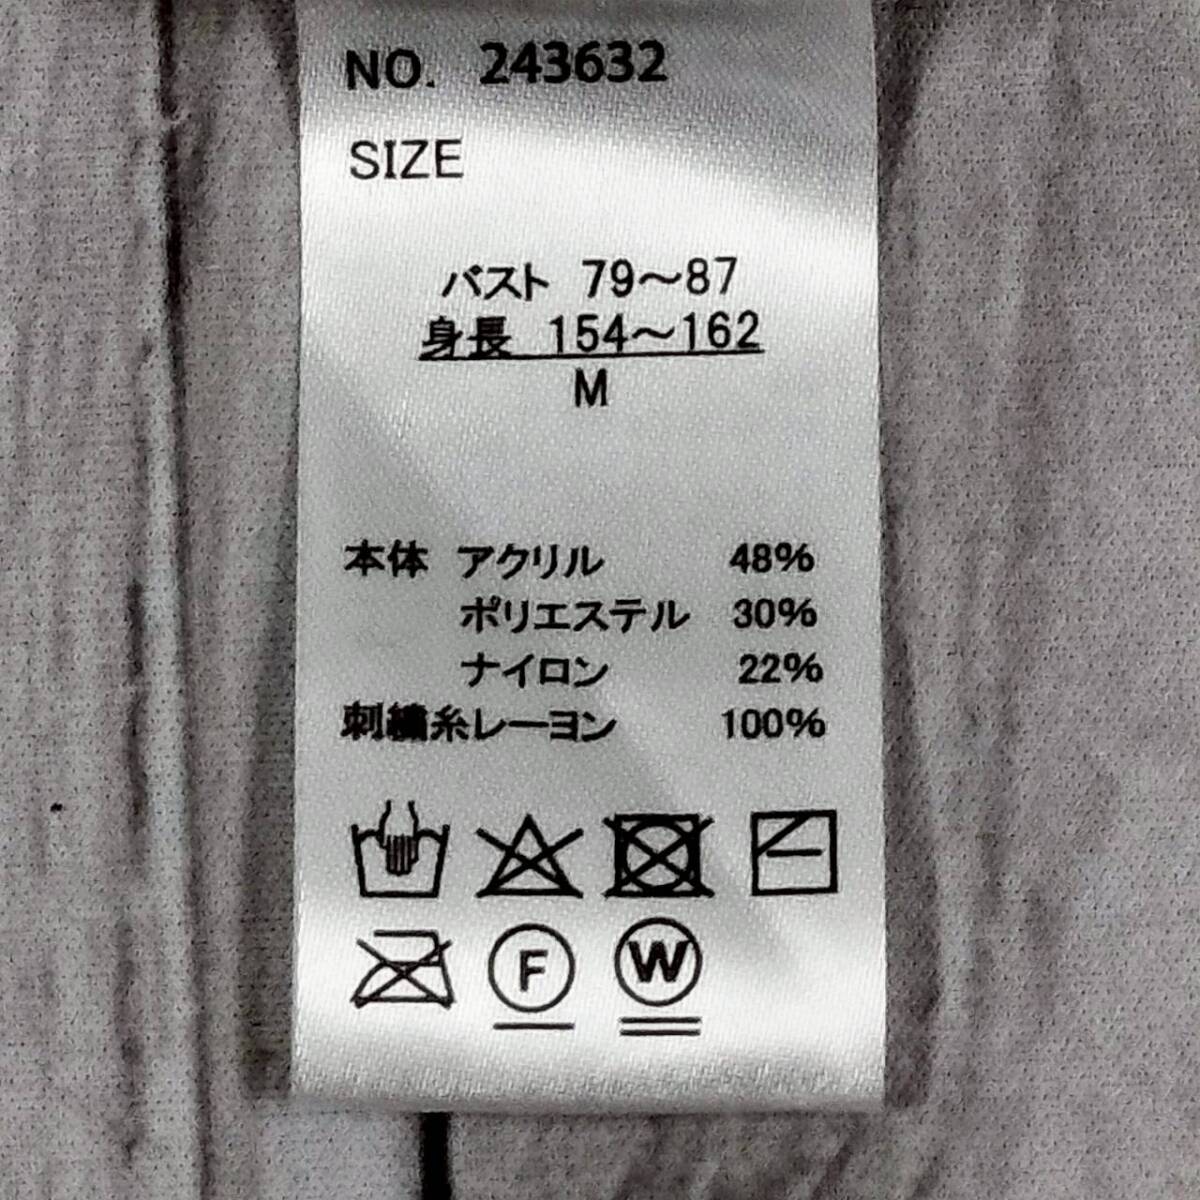 NO. 243632
SIZE
バスト 79～87
身長 154～162
M
本体 アクリル 48%
ポリエステル 30%
ナイロン 22%
刺繍糸レーヨン 100%
F
W